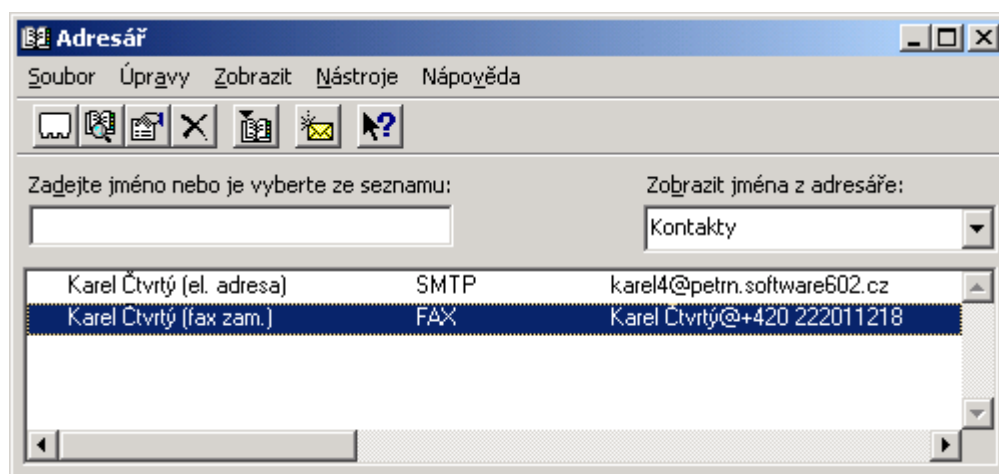 Adresář
Soubor Úpravy Zobrazit Nástroje Nápověda
Zadejte jméno nebo je vyberte ze seznamu: Zobrazit jména z adresáře:
Kontakty
Karel Čtvrtý (el. adresa) SMTP karel4@petrn.software602.cz
Karel Čtvrtý (fax zam.) FAX Karel Čtvrtý@+420 222011218